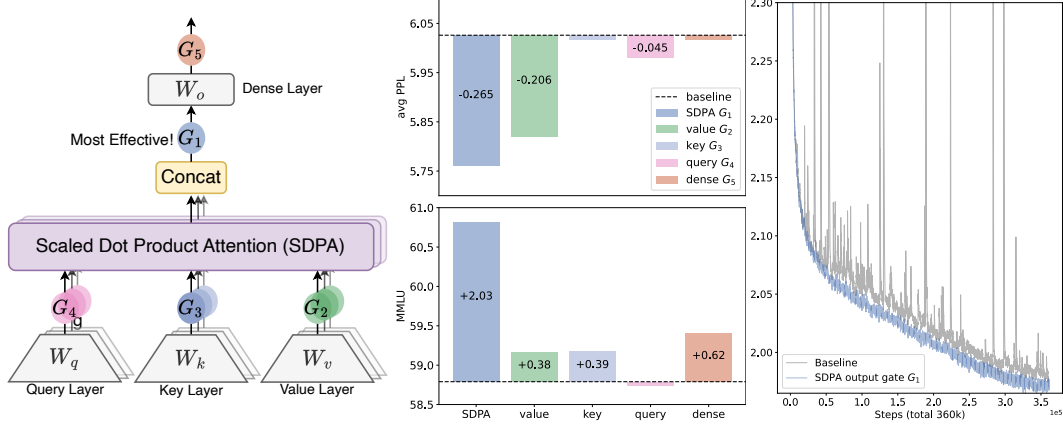 G5
Wo
Dense Layer
Most Effective!
G1
Concat
Scaled Dot Product Attention (SDPA)
G4
g
G3
G2
Wq
Wk
Wv
Query Layer
Key Layer
Value Layer
avg PPL
6.05
5.95
5.85
5.75
-0.265
-0.206
-0.045
baseline
SDPA G1
value G2
key G3
query G4
dense G5
MMLU
61.0
60.5
60.0
59.5
59.0
58.5
+2.03
+0.38
+0.39
+0.62
SDPA
value
key
query
dense
2.30
2.25
2.20
2.15
2.10
2.05
2.00
Baseline
SDPA output gate G1
0.0
0.5
1.0
1.5
2.0
2.5
3.0
3.5
1e5
Steps (total 360k)